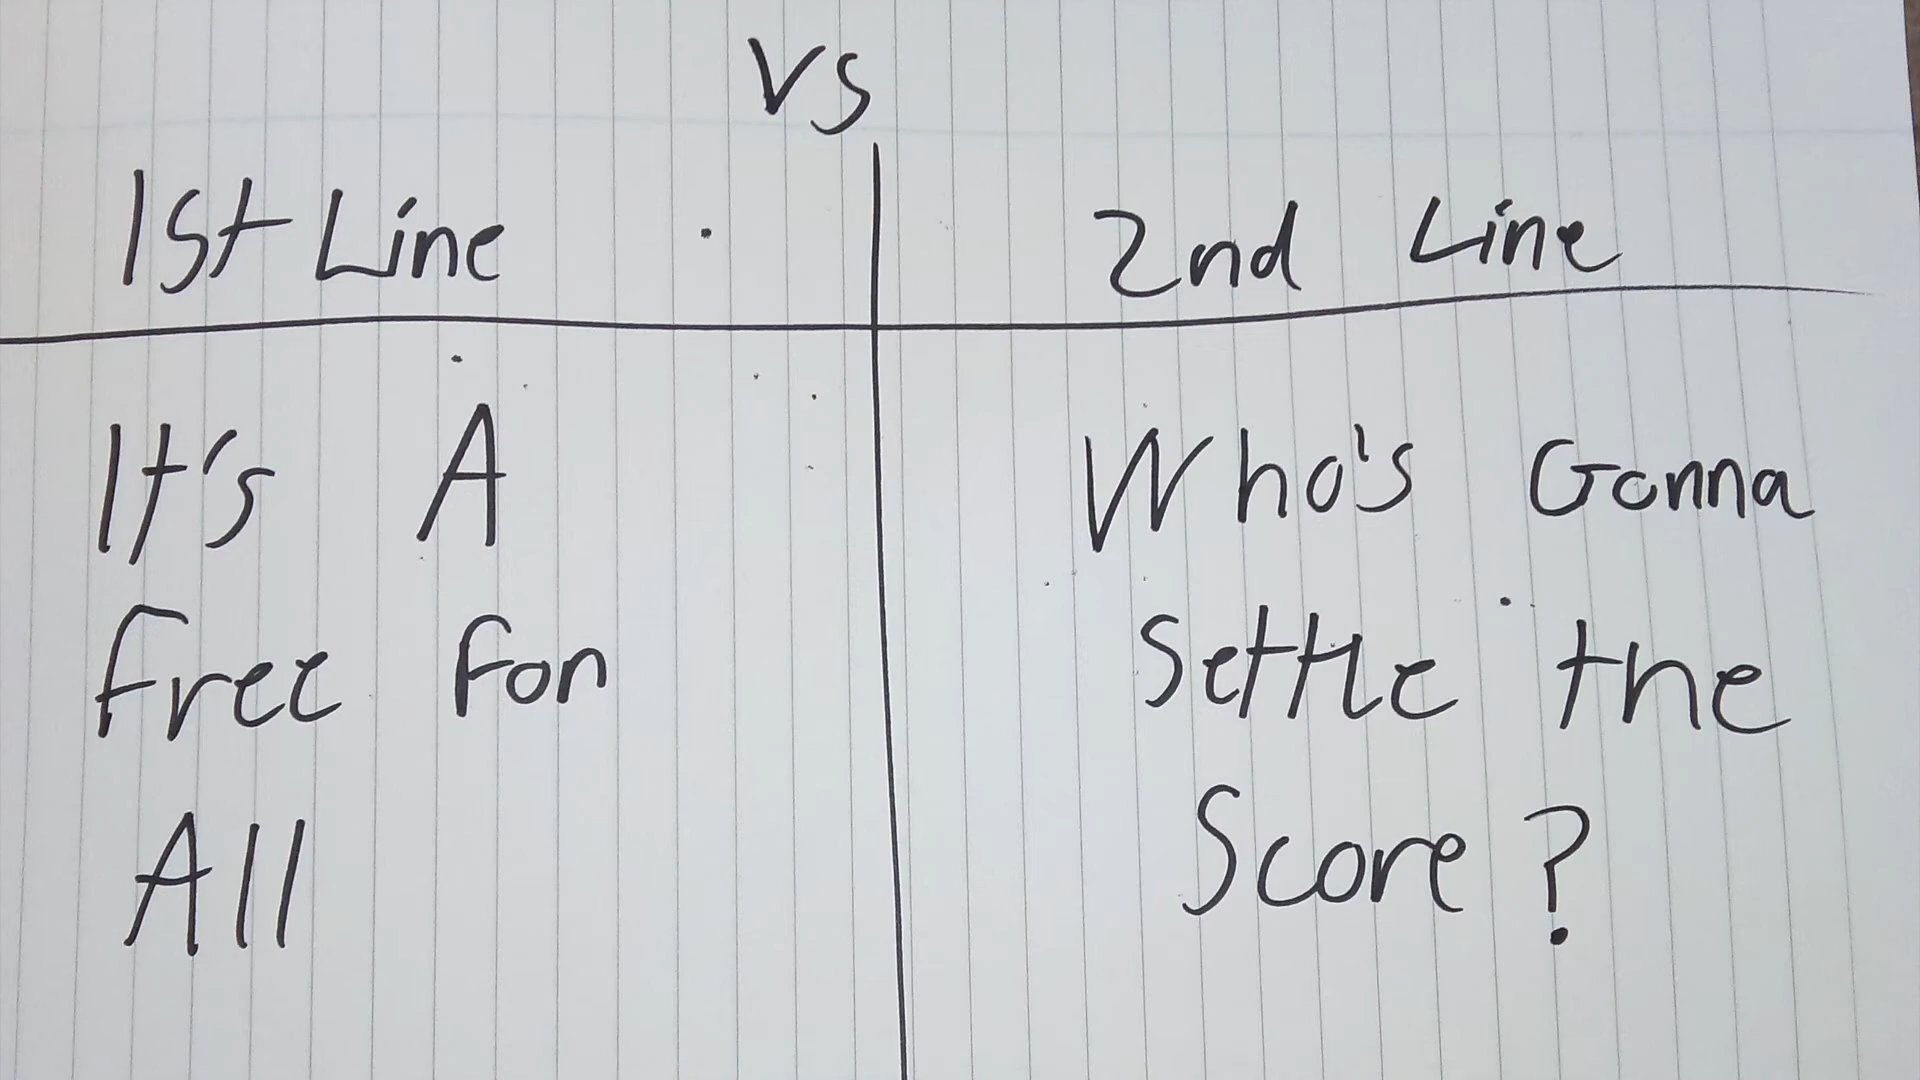 VS
1st Line
2nd Line
It's A
Free For
All
Who's Gonna
Settle the
Score?